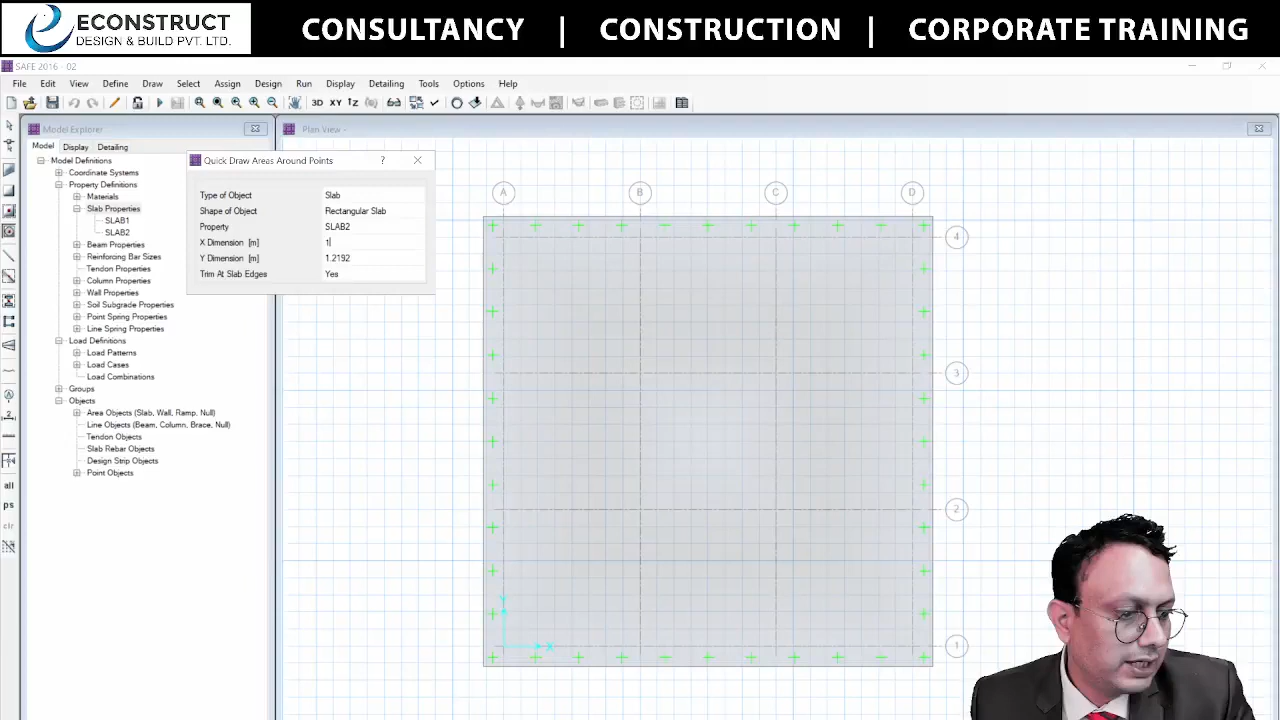 ECONSTRUCT
DESIGN & BUILD PVT. LTD.
CONSULTANCY | CONSTRUCTION | CORPORATE TRAINING
SAFE 2016 - 02
File Edit View Define Draw Select Assign Design Run Display Detailing Tools Options Help
3D XY
Model Explorer
Plan View -
Model Display Detailing
Model Definitions
Coordinate Systems
Property Definitions
Materials
Slab Properties
SLAB1
SLAB2
Beam Properties
Reinforcing Bar Sizes
Tendon Properties
Column Properties
Wall Properties
Soil Subgrade Properties
Point Spring Properties
Line Spring Properties
Load Definitions
Load Patterns
Load Cases
Load Combinations
Groups
Objects
Area Objects (Slab, Wall, Ramp, Null)
Line Objects (Beam, Column, Brace, Null)
Tendon Objects
Slab Rebar Objects
Design Strip Objects
Point Objects
Quick Draw Areas Around Points ?
Type of Object Slab
Shape of Object Rectangular Slab
Property SLAB2
X Dimension [m] 1
Y Dimension [m] 1.2192
Trim At Slab Edges Yes
A B C D
4
3
2
1
Y
X
all
ps
clr